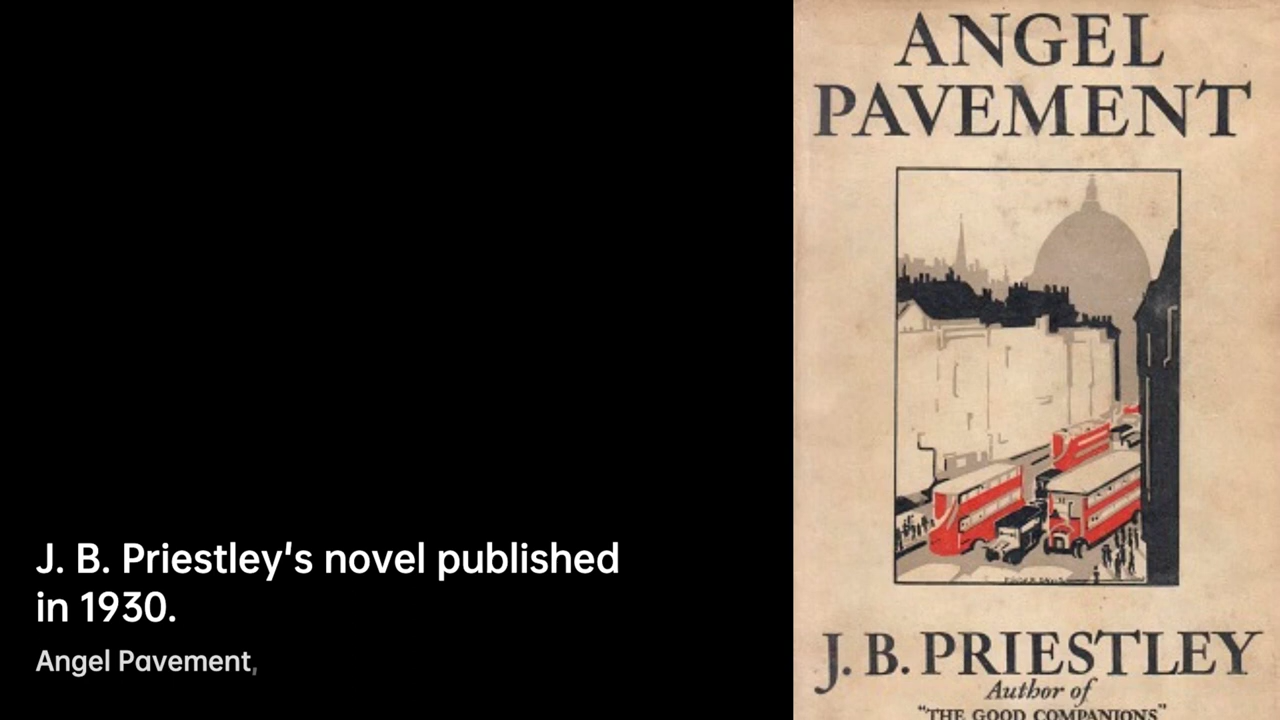 J. B. Priestley's novel published
in 1930.
Angel Pavement,
ANGEL
PAVEMENT
J. B. PRIESTLEY
Author of
"THE GOOD COMPANIONS"